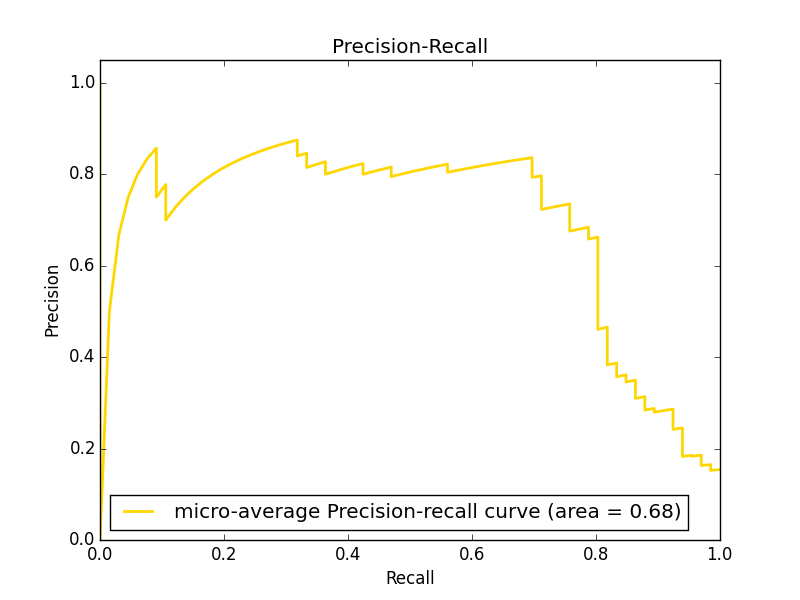 Precision-Recall
1.0
0.8
0.6
0.4
0.2
0.0
Precision
micro-average Precision-recall curve (area = 0.68)
0.0 0.2 0.4 0.6 0.8 1.0
Recall